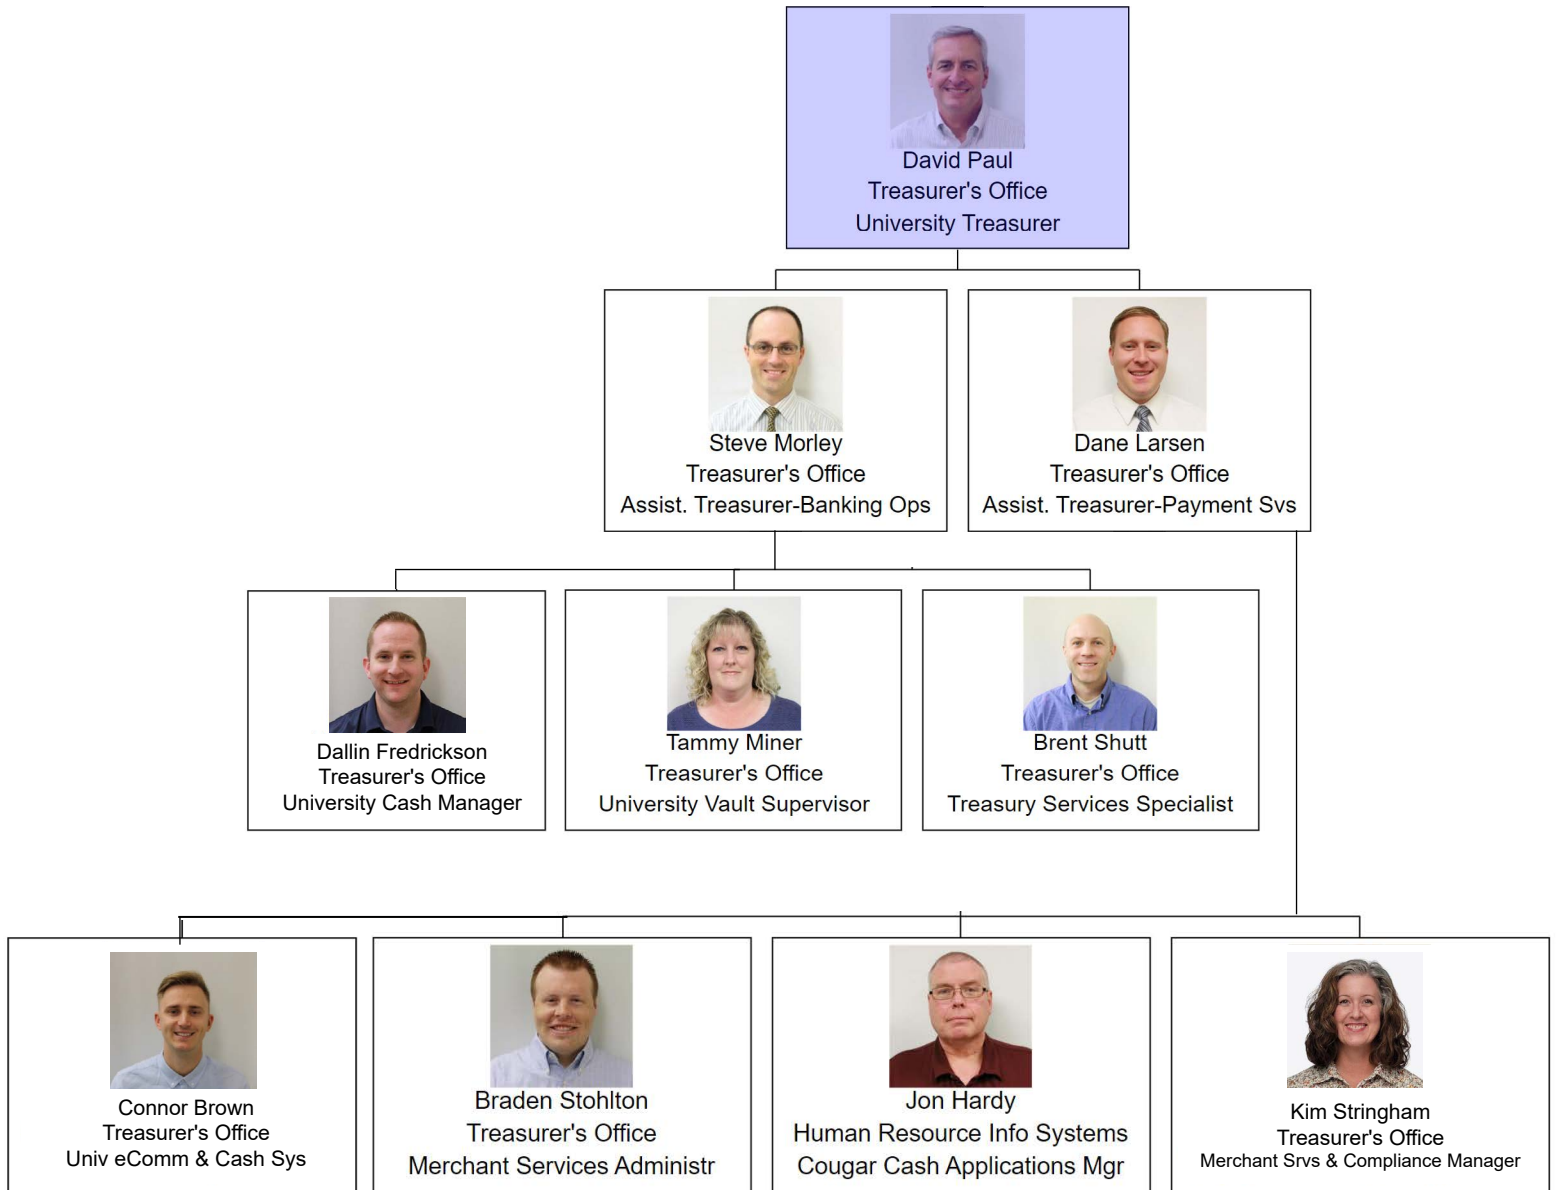 David Paul
Treasurer's Office
University Treasurer
Steve Morley
Treasurer's Office
Assist. Treasurer-Banking Ops
Dane Larsen
Treasurer's Office
Assist. Treasurer-Payment Svs
Dallin Fredrickson
Treasurer's Office
University Cash Manager
Tammy Miner
Treasurer's Office
University Vault Supervisor
Brent Shutt
Treasurer's Office
Treasury Services Specialist
Connor Brown
Treasurer's Office
Univ eComm & Cash Sys
Braden Stohlton
Treasurer's Office
Merchant Services Administr
Jon Hardy
Human Resource Info Systems
Cougar Cash Applications Mgr
Kim Stringham
Treasurer's Office
Merchant Srvs & Compliance Manager